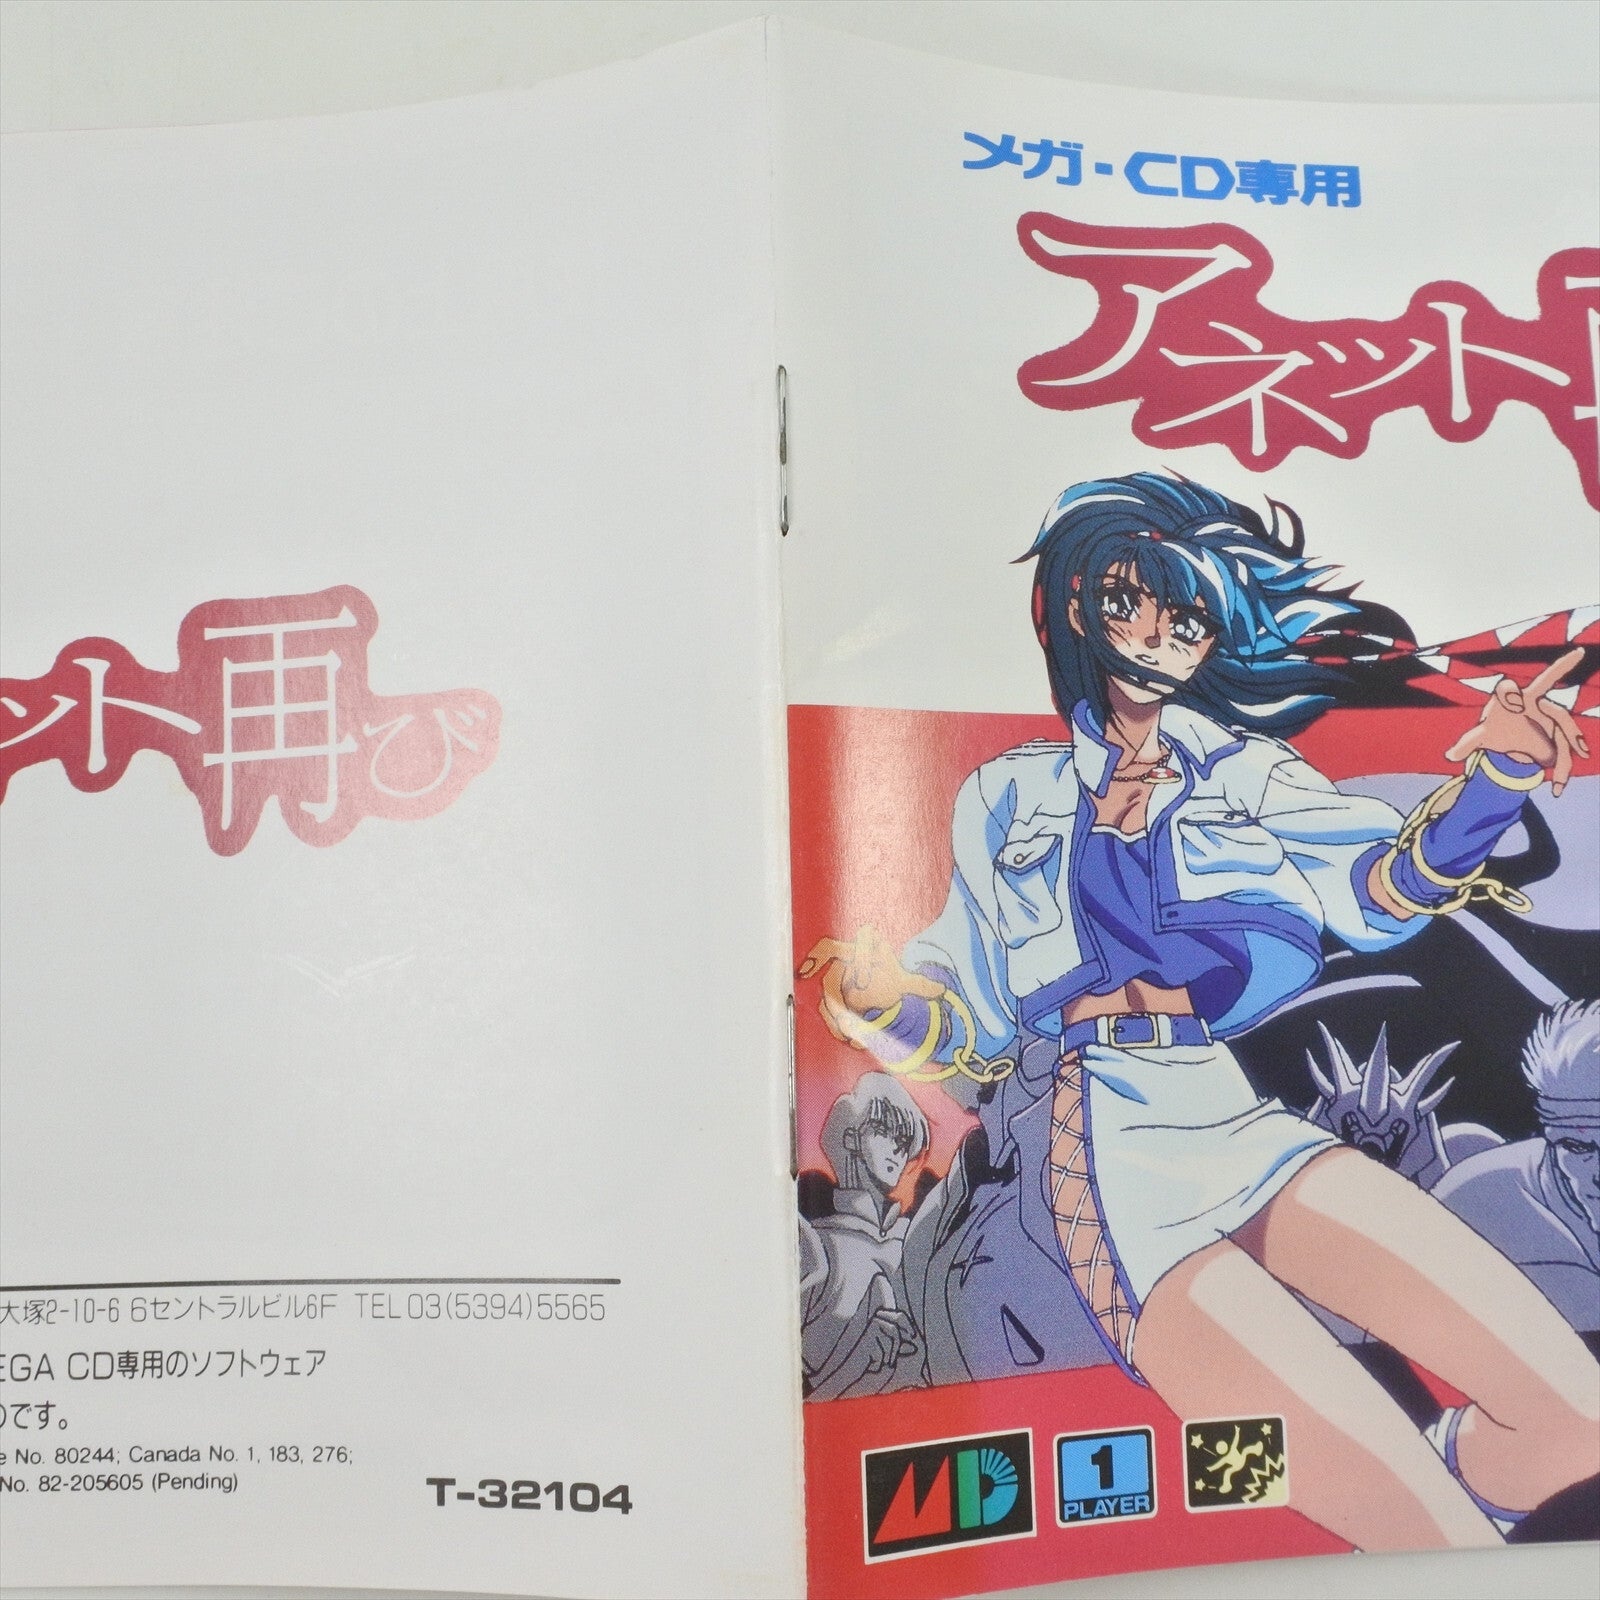 ット再び
大塚2-10-6 6セントラルビル6F TEL 03(5394)5565
EGA CD専用のソフトウェア
のです。
e No. 80244; Canada No. 1, 183, 276;
No. 82-205605 (Pending)
T-32104
メガ・CD専用
アネット
MD
1
PLAYER